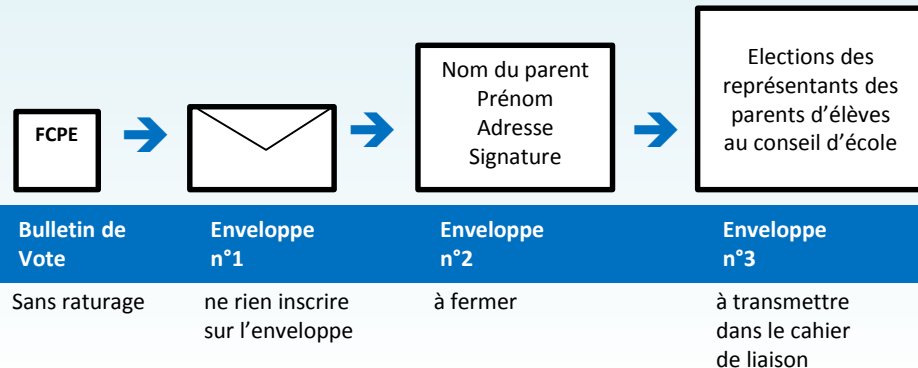 FCPE
Nom du parent
Prénom
Adresse
Signature
Elections des
représentants des
parents d’élèves
au conseil d’école
Bulletin de
Vote
Enveloppe
n°1
Enveloppe
n°2
Enveloppe
n°3
Sans raturage
ne rien inscrire
sur l’enveloppe
à fermer
à transmettre
dans le cahier
de liaison